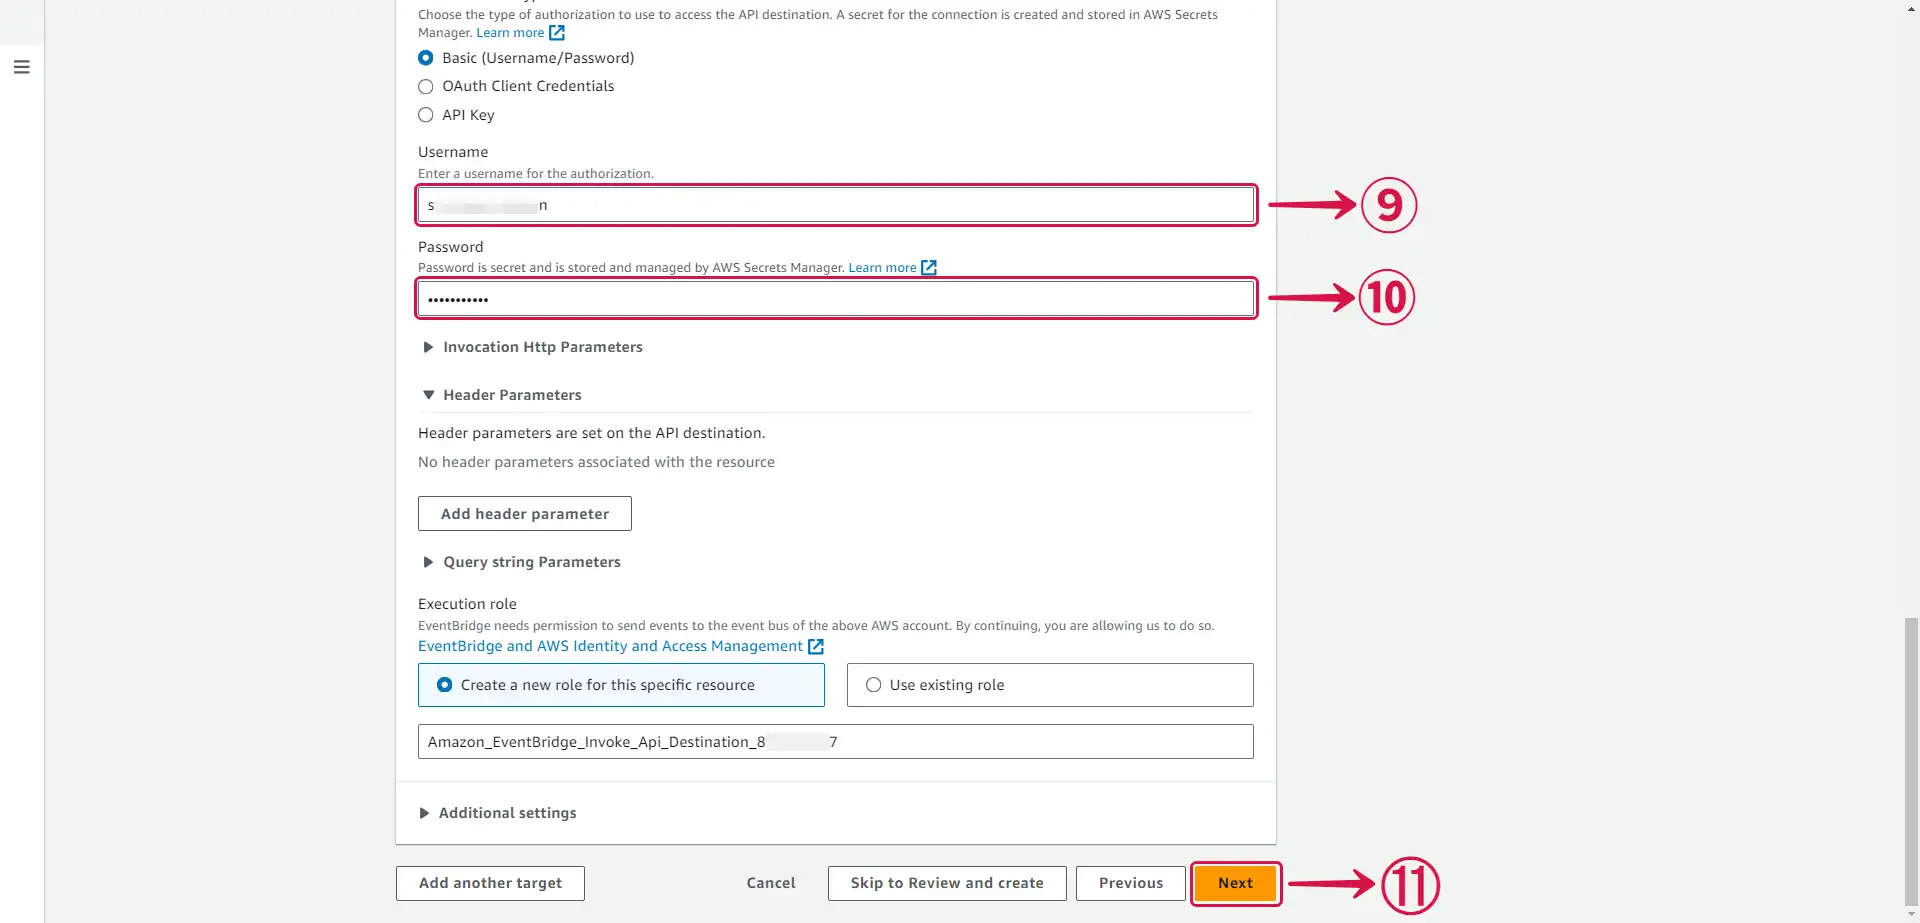 Choose the type of authorization to use to access the API destination. A secret for the connection is created and stored in AWS Secrets
Manager. Learn more
Basic (Username/Password)
OAuth Client Credentials
API Key
Username
Enter a username for the authorization.
s n
9
Password
Password is secret and is stored and managed by AWS Secrets Manager. Learn more
•••••••••••
10
Invocation Http Parameters
Header Parameters
Header parameters are set on the API destination.
No header parameters associated with the resource
Add header parameter
Query string Parameters
Execution role
EventBridge needs permission to send events to the event bus of the above AWS account. By continuing, you are allowing us to do so.
EventBridge and AWS Identity and Access Management
Create a new role for this specific resource
Use existing role
Amazon_EventBridge_Invoke_Api_Destination_8 7
Additional settings
Add another target
Cancel
Skip to Review and create
Previous
Next
11